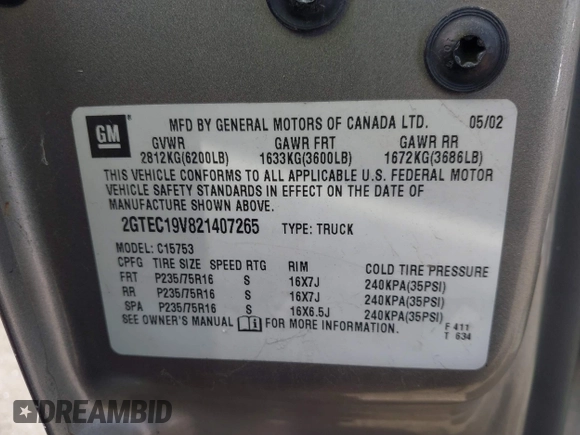 GM
MFD BY GENERAL MOTORS OF CANADA LTD. 05/02
GVWR GAWR FRT GAWR RR
2812KG(6200LB) 1633KG(3600LB) 1672KG(3686LB)
THIS VEHICLE CONFORMS TO ALL APPLICABLE U.S. FEDERAL MOTOR
VEHICLE SAFETY STANDARDS IN EFFECT ON THE DATE OF
MANUFACTURE SHOWN ABOVE.
2GTEC19V821407265 TYPE: TRUCK
MODEL: C15753
CPFG TIRE SIZE SPEED RTG RIM COLD TIRE PRESSURE
FRT P235/75R16 S 16X7J 240KPA(35PSI)
RR P235/75R16 S 16X7J 240KPA(35PSI)
SPA P235/75R16 S 16X6.5J 240KPA(35PSI)
SEE OWNER'S MANUAL FOR MORE INFORMATION.
F 411
T 634
DREAMBID